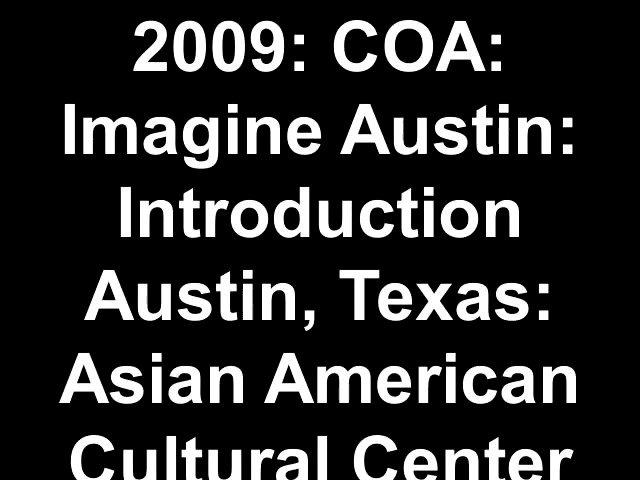 2009: COA:
Imagine Austin:
Introduction
Austin, Texas:
Asian American
Cultural Center